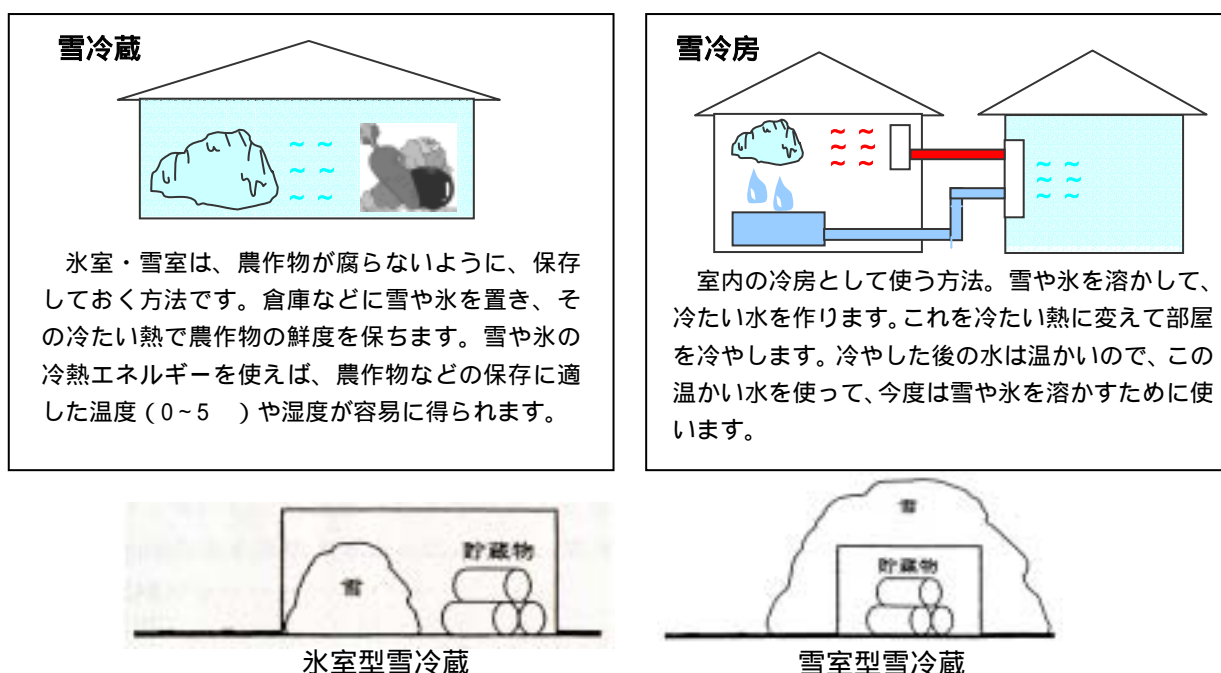 雪冷蔵
氷室・雪室は、農作物が腐らないように、保存
しておく方法です。倉庫などに雪や氷を置き、そ
の冷たい熱で農作物の鮮度を保ちます。雪や氷の
冷熱エネルギーを使えば、農作物などの保存に適
した温度（0~5　）や湿度が容易に得られます。
雪冷房
室内の冷房として使う方法。雪や氷を溶かして、
冷たい水を作ります。これを冷たい熱に変えて部屋
を冷やします。冷やした後の水は温かいので、この
温かい水を使って、今度は雪や氷を溶かすために使
います。
雪
貯蔵物
氷室型雪冷蔵
雪
貯蔵物
雪室型雪冷蔵